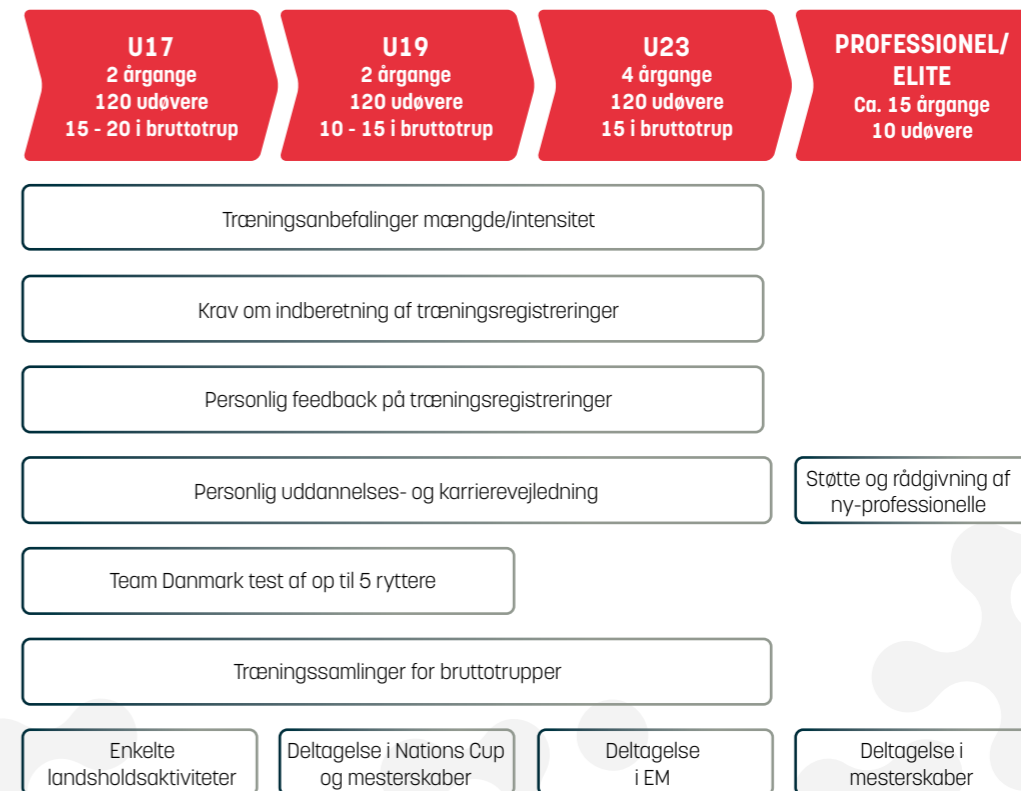 U17
2 årgange
120 udøvere
15 - 20 i bruttotrup
U19
2 årgange
120 udøvere
10 - 15 i bruttotrup
U23
4 årgange
120 udøvere
15 i bruttotrup
PROFESSIONEL/
ELITE
Ca. 15 årgange
10 udøvere
Træningsanbefalinger mængde/intensitet
Krav om indberetning af træningsregistreringer
Personlig feedback på træningsregistreringer
Personlig uddannelses- og karrierevejledning
Støtte og rådgivning af
ny-professionelle
Team Danmark test af op til 5 ryttere
Træningssamlinger for bruttotrupper
Enkelte
landsholdsaktiviteter
Deltagelse i Nations Cup
og mesterskaber
Deltagelse
i EM
Deltagelse i
mesterskaber